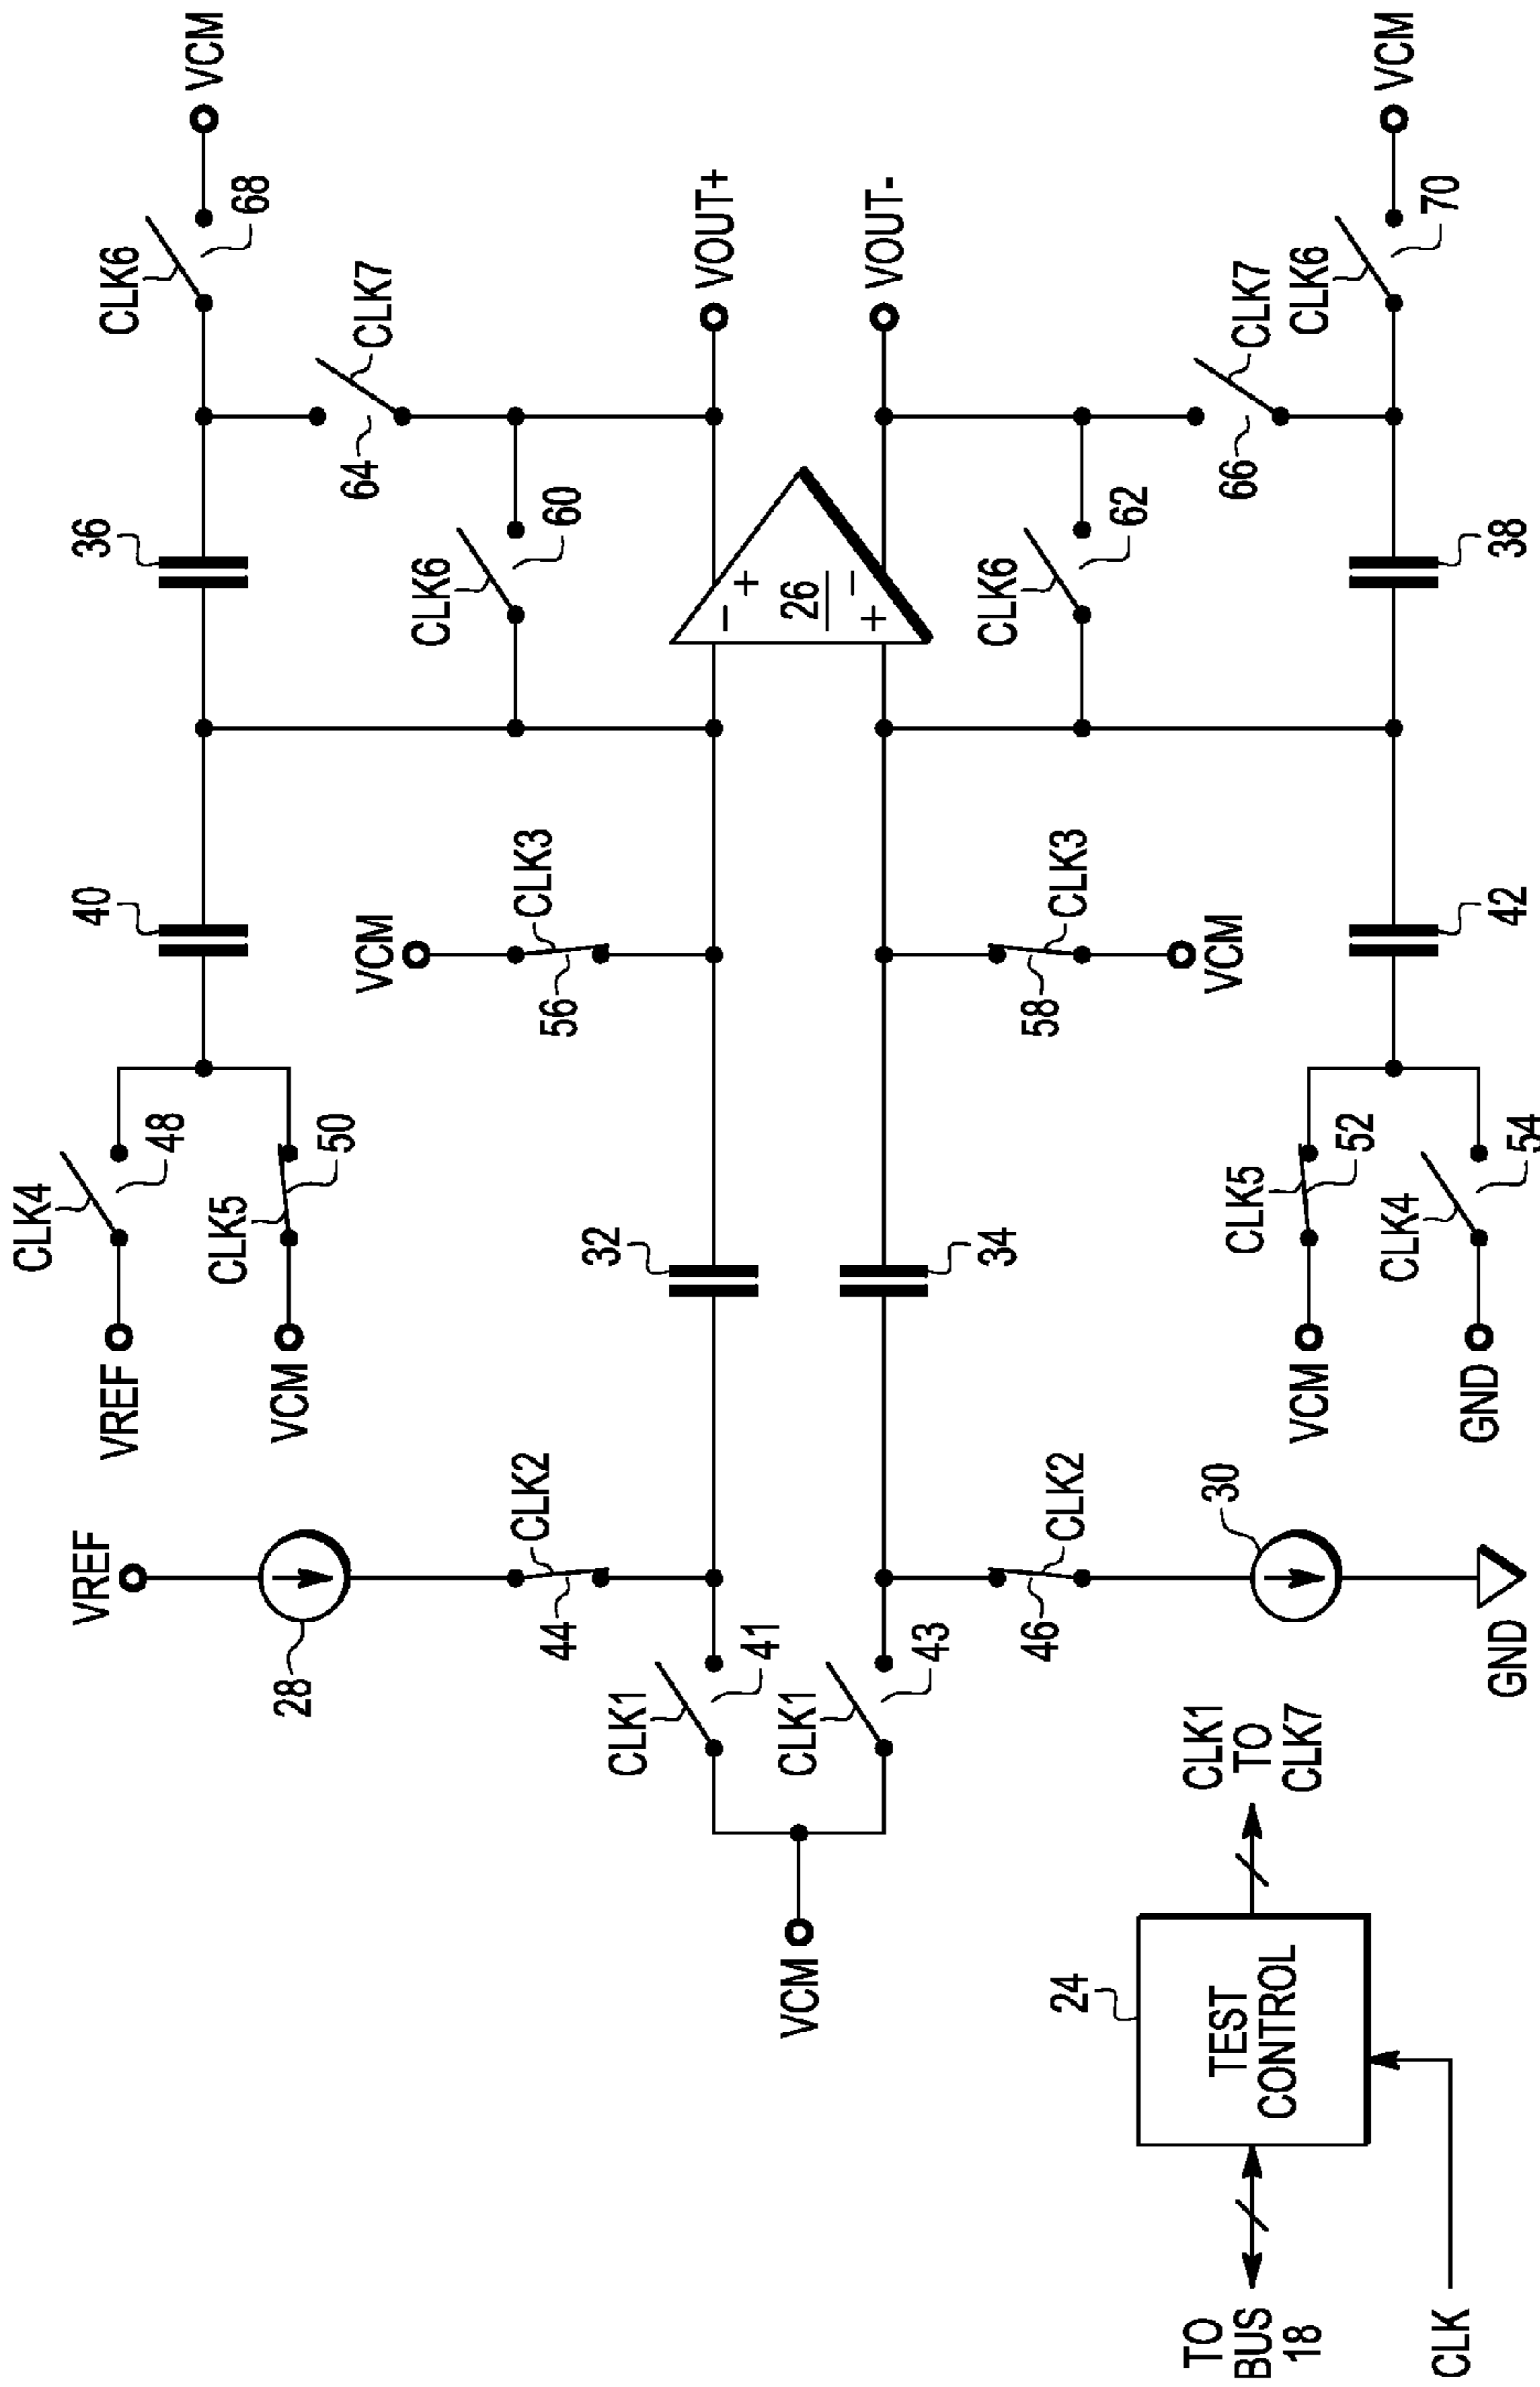 CLK6
VCM
68
36
40
CLK4
48
VREF
CLK5
50
VCM
CLK7
64
CLK6
60
VCM
CLK3
56
VREF
28
CLK2
44
32
VOUT+
- +
26
+ -
VOUT-
CLK1
41
VCM
CLK1
43
34
CLK2
46
30
GND
CLK3
58
VCM
CLK6
62
CLK7
66
CLK6
70
VCM
38
42
CLK5
52
VCM
CLK4
54
GND
24
TEST
CONTROL
CLK1
TO
CLK7
TO
BUS
18
CLK